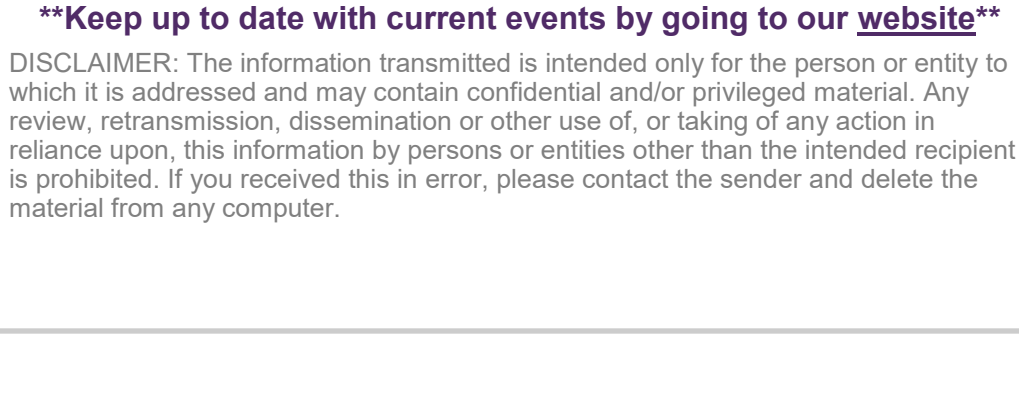 **Keep up to date with current events by going to our website**
DISCLAIMER: The information transmitted is intended only for the person or entity to
which it is addressed and may contain confidential and/or privileged material. Any
review, retransmission, dissemination or other use of, or taking of any action in
reliance upon, this information by persons or entities other than the intended recipient
is prohibited. If you received this in error, please contact the sender and delete the
material from any computer.